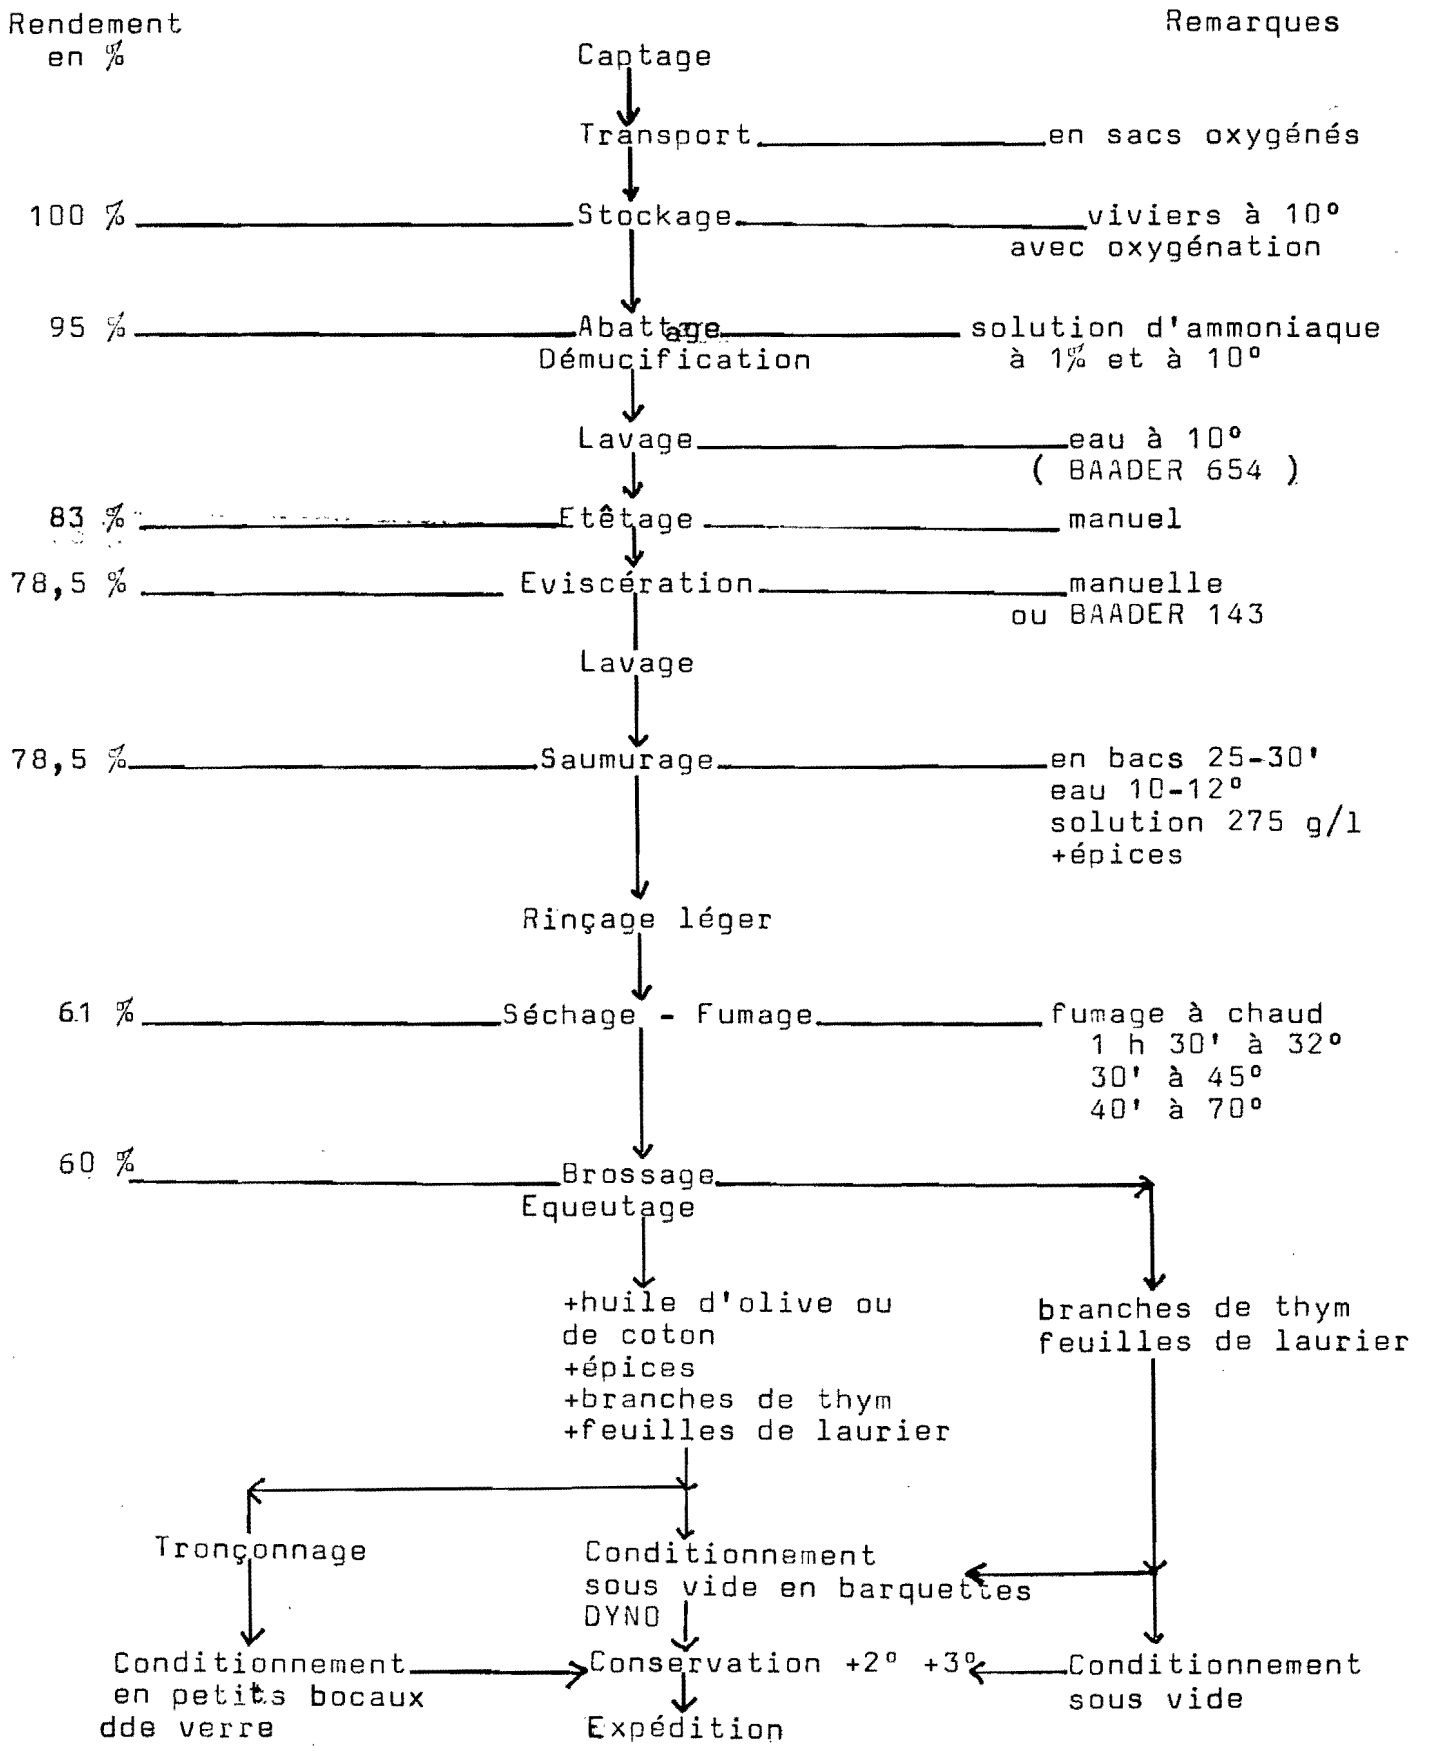 Rendement
en %
Remarques
Captage
Transport
en sacs oxygénés
100 %
Stockage
viviers à 10°
avec oxygénation
95 %
Abattage
solution d'ammoniaque
Démucification
à 1% et à 10°
Lavage
eau à 10°
( BAADER 654 )
83 %
Etêtage
manuel
78,5 %
Eviscération
manuelle
ou BAADER 143
Lavage
78,5 %
Saumurage
en bacs 25-30'
eau 10-12°
solution 275 g/l
+épices
Rinçage léger
61 %
Séchage - Fumage
fumage à chaud
1 h 30' à 32°
30' à 45°
40' à 70°
60 %
Brossage
Equeutage
+huile d'olive ou
de coton
+épices
+branches de thym
+feuilles de laurier
branches de thym
feuilles de laurier
Tronçonnage
Conditionnement
sous vide en barquettes
DYNO
Conditionnement
en petits bocaux
dde verre
Conservation +2° +3°
Conditionnement
sous vide
Expédition